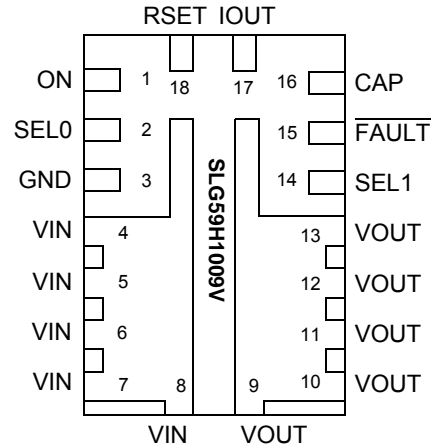 RSET IOUT
ON 1 18 17 16 CAP
SEL0 2 15 FAULT
GND 3 14 SEL1
SLG59H1009V
VIN 4 13 VOUT
VIN 5 12 VOUT
VIN 6 11 VOUT
VIN 7 8 9 10 VOUT
VIN VOUT